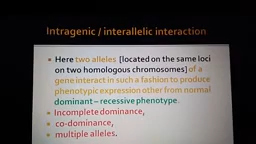 Intragenic / interallelic interaction
Here two alleles [located on the same loci
on two homologous chromosomes] of a
gene interact in such a fashion to produce
phenotypic expression other from normal
dominant – recessive phenotype.
Incomplete dominance,
co-dominance,
multiple alleles.